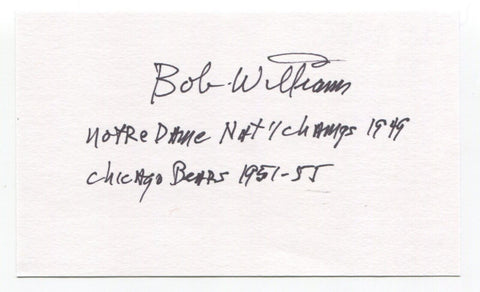 Bob Williams
Notre Dame Nat'l Champs 1949
Chicago Bears 1951-55